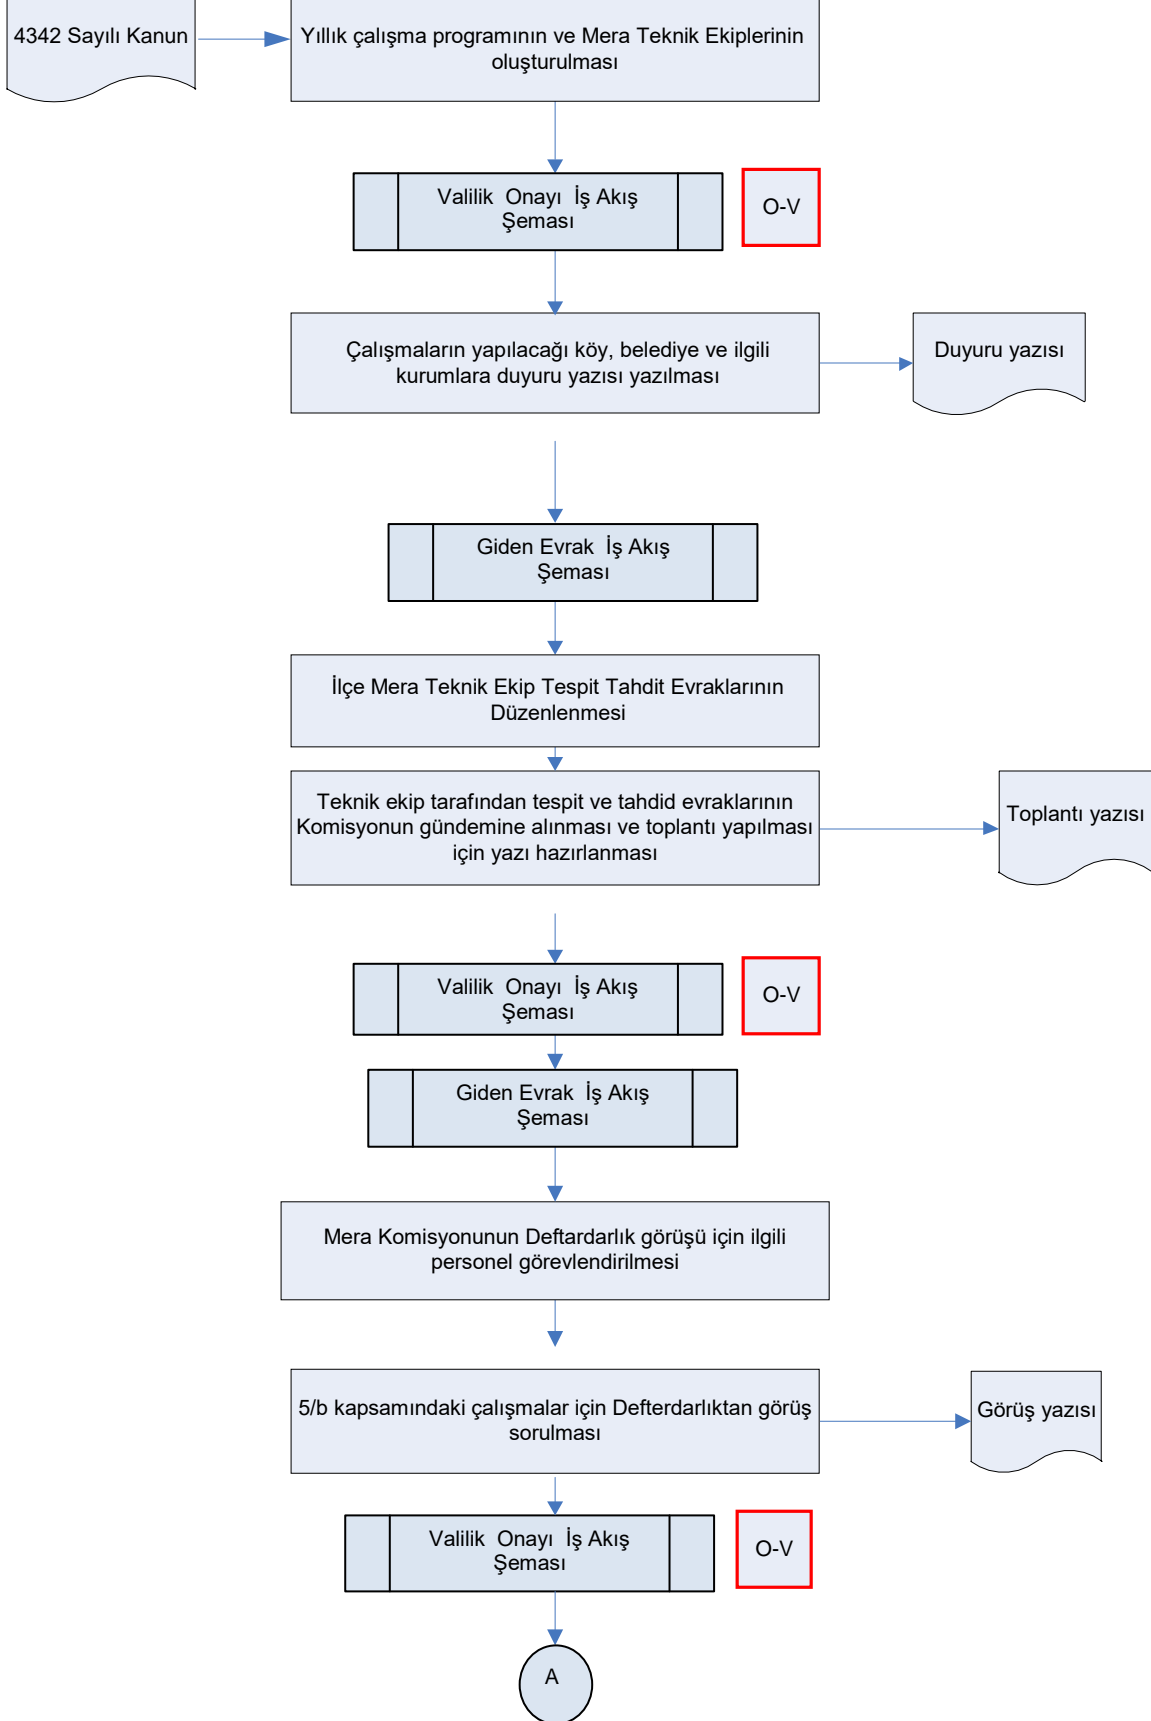 4342 Sayılı Kanun
Yıllık çalışma programının ve Mera Teknik Ekiplerinin
oluşturulması
Valilik Onayı İş Akış
Şeması
O-V
Çalışmaların yapılacağı köy, belediye ve ilgili
kurumlara duyuru yazısı yazılması
Duyuru yazısı
Giden Evrak İş Akış
Şeması
İlçe Mera Teknik Ekip Tespit Tahdit Evraklarının
Düzenlenmesi
Teknik ekip tarafından tespit ve tahdid evraklarının
Komisyonun gündemine alınması ve toplantı yapılması
için yazı hazırlanması
Toplantı yazısı
Valilik Onayı İş Akış
Şeması
O-V
Giden Evrak İş Akış
Şeması
Mera Komisyonunun Deftardarlık görüşü için ilgili
personel görevlendirilmesi
5/b kapsamındaki çalışmalar için Defterdarlıktan görüş
sorulması
Görüş yazısı
Valilik Onayı İş Akış
Şeması
O-V
A